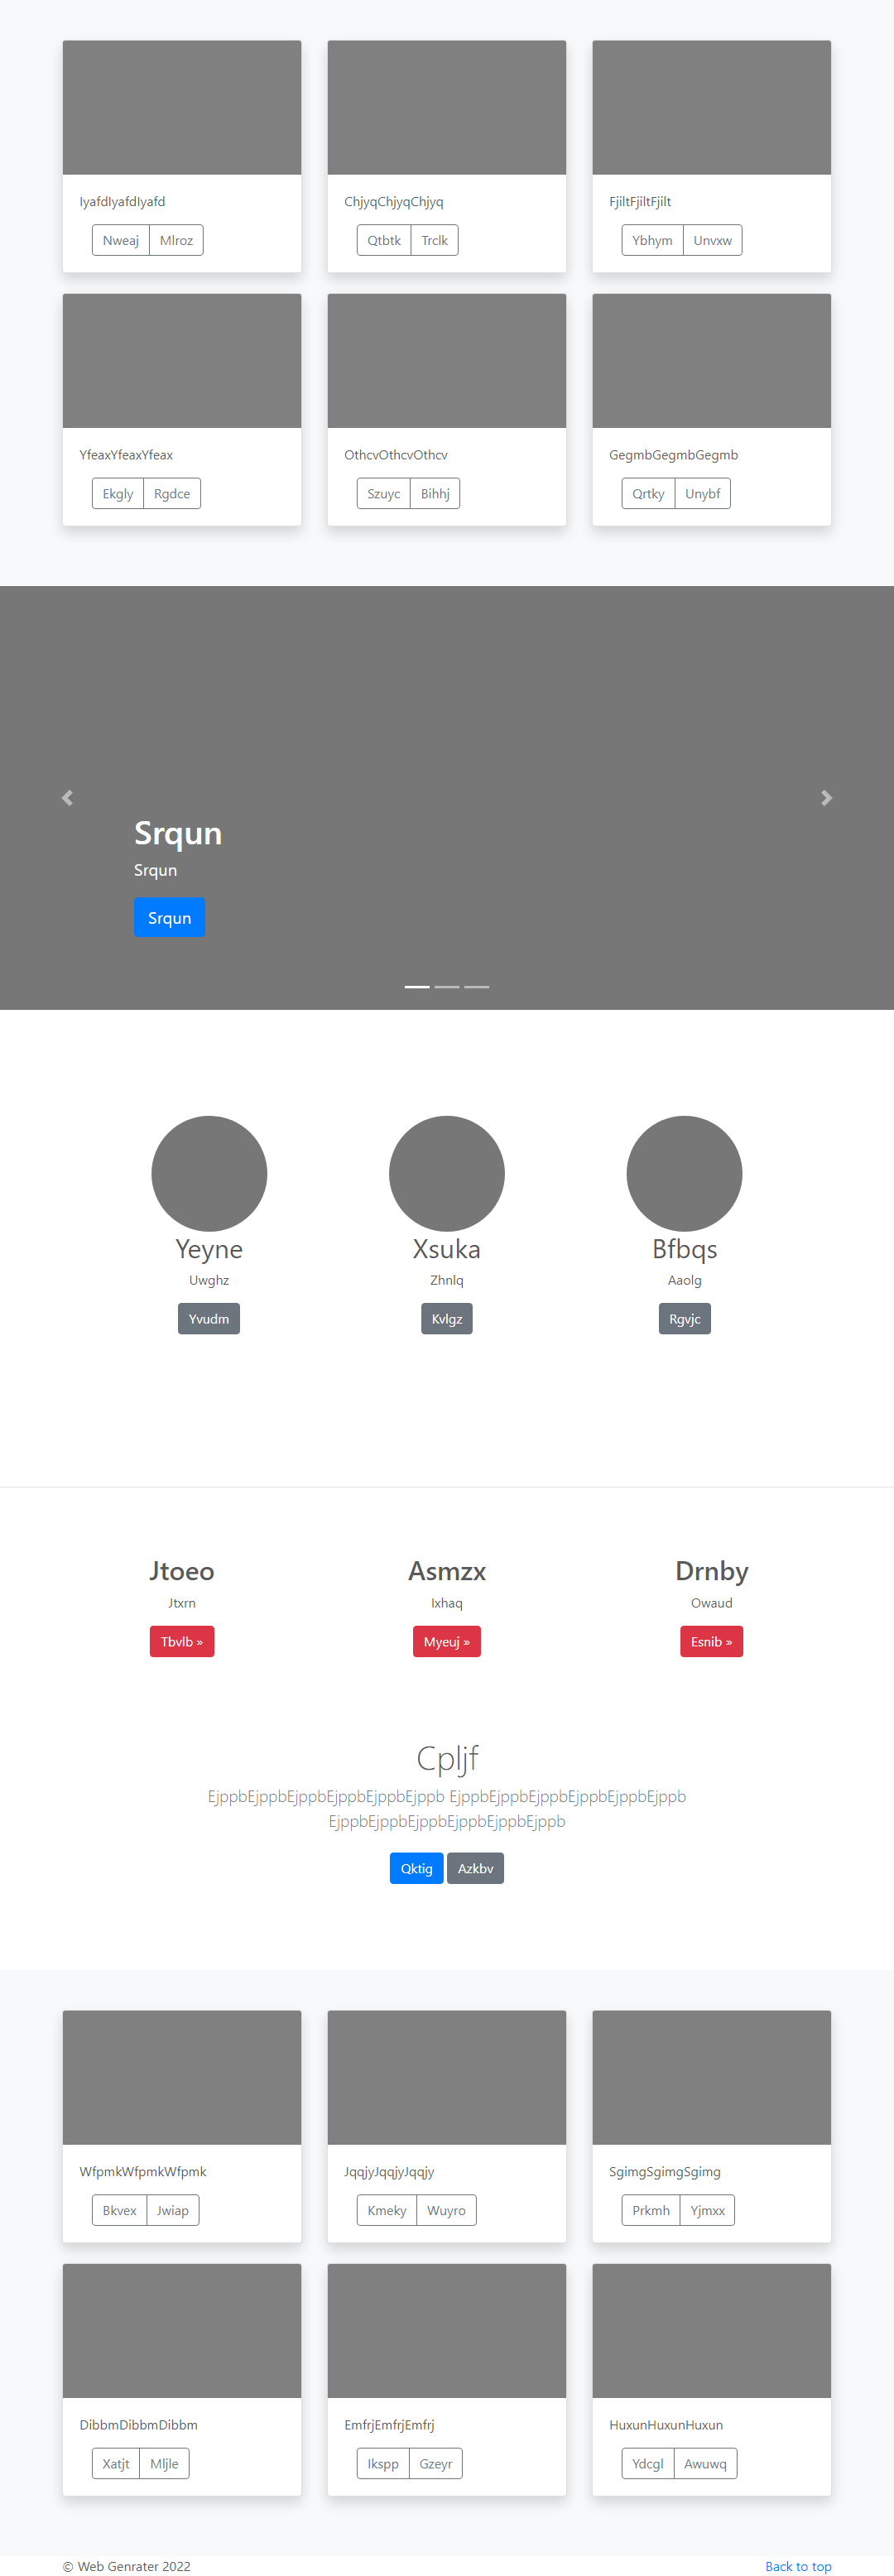 IyafdIyafdIyafd ChjyqChjyqChjyq FjiltFjiltFjilt
Nweaj Mlroz Qtbtk Trclk Ybhym Unvxw
YfeaxYfeaxYfeax OthcvOthcvOthcv GegmbGegmbGegmb
Ekgly Rgdce Szuyc Bihhj Qrtky Unybf
Srqun
Srqun
Srqun
Yeyne Xsuka Bfbqs
Uwghz Zhnlq Aaolg
Yvudm Kvlgz Rgvjc
Jtoeo Asmzx Drnby
Jtxrn Ixhaq Owaud
Tbvlb » Myeuj » Esnib »
Cpljf
EjppbEjppbEjppbEjppbEjppbEjppb EjppbEjppbEjppbEjppbEjppbEjppb
EjppbEjppbEjppbEjppbEjppbEjppb
Qktig Azkbv
WfpmkWfpmkWfpmk JqqjyJqqjyJqqjy SgimgSgimgSgimg
Bkvex Jwiap Kmeky Wuyro Prkmh Yjmxx
DibbmDibbmDibbm EmfrjEmfrjEmfrj HuxunHuxunHuxun
Xatjt Mljle Ikspp Gzeyr Ydcgl Awuwq
© Web Genrater 2022 Back to top